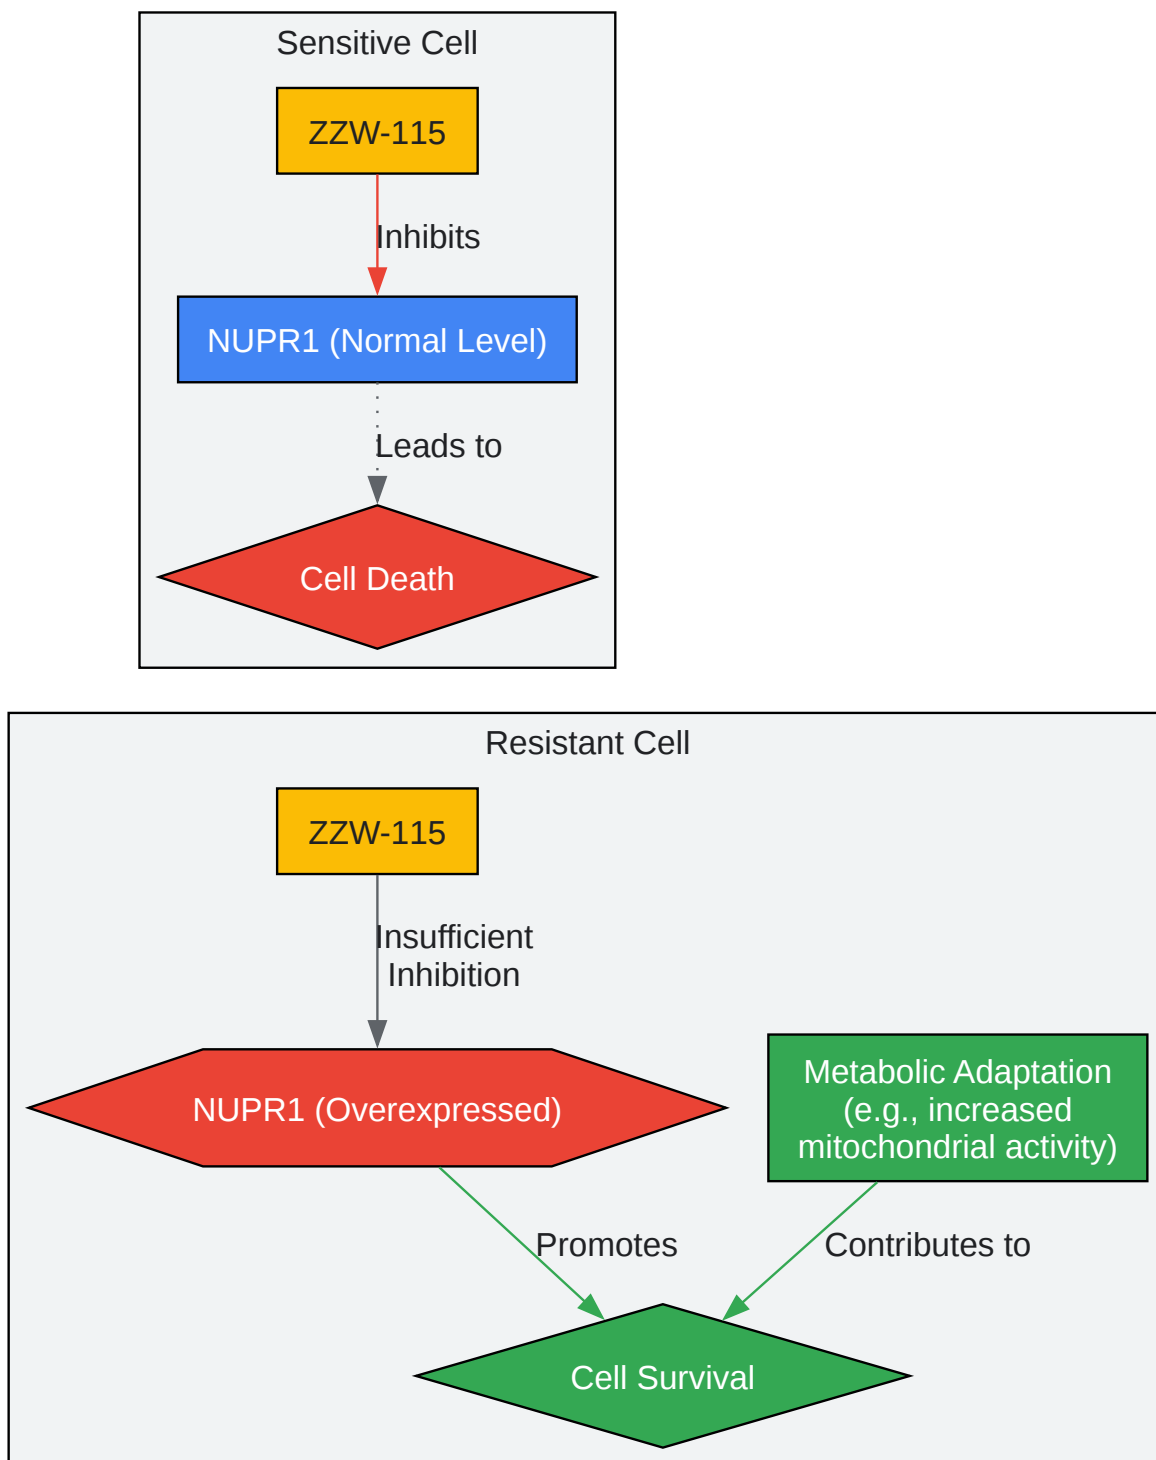 Sensitive Cell
ZZW-115
Inhibits
NUPR1 (Normal Level)
Leads to
Cell Death
Resistant Cell
ZZW-115
Insufficient
Inhibition
NUPR1 (Overexpressed)
Metabolic Adaptation
(e.g., increased
mitochondrial activity)
Promotes
Contributes to
Cell Survival